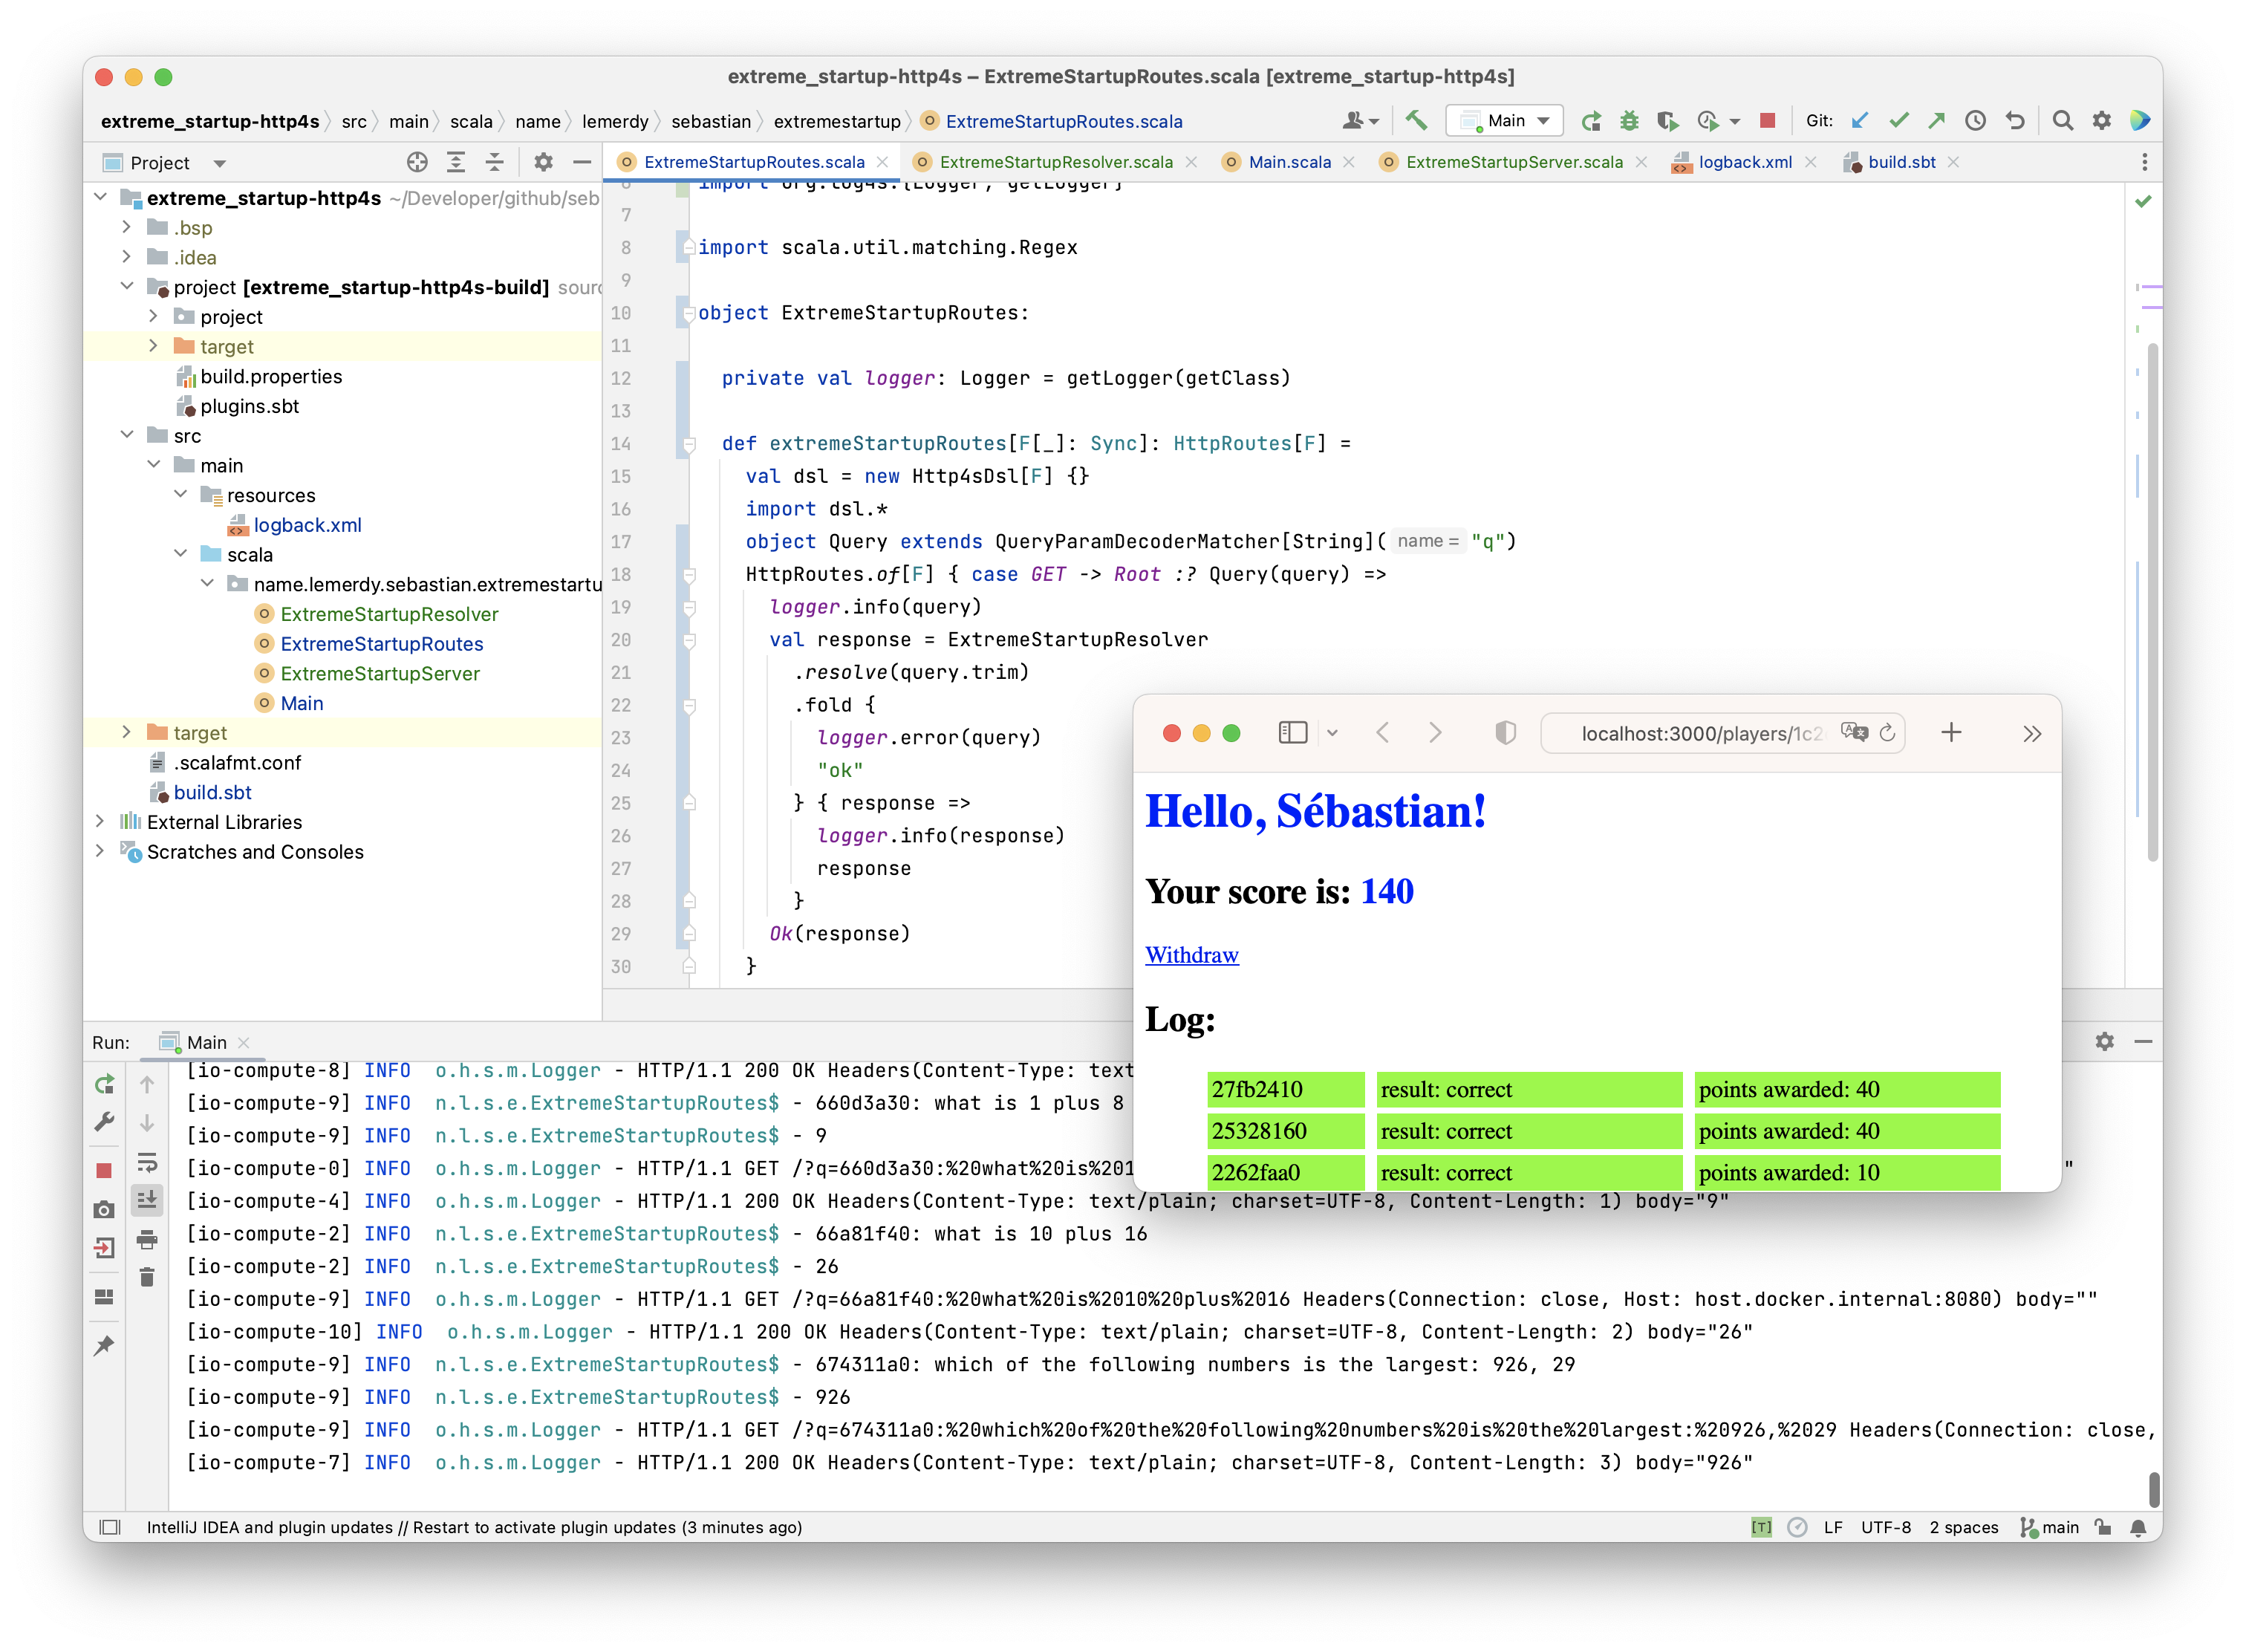 extreme_startup-http4s – ExtremeStartupRoutes.scala [extreme_startup-http4s]
extreme_startup-http4s src main scala name lemerdy sebastian extremestartup ExtremeStartupRoutes.scala Main Git:
Project
ExtremeStartupRoutes.scala ExtremeStartupResolver.scala Main.scala ExtremeStartupServer.scala logback.xml build.sbt
extreme_startup-http4s ~/Developer/github/seb
.bsp
.idea
project [extreme_startup-http4s-build] sourc
project
target
build.properties
plugins.sbt
src
main
resources
logback.xml
scala
name.lemerdy.sebastian.extremestartu
ExtremeStartupResolver
ExtremeStartupRoutes
ExtremeStartupServer
Main
target
.scalafmt.conf
build.sbt
External Libraries
Scratches and Consoles
6 import org.log4s.{Logger, getLogger}
7
8 import scala.util.matching.Regex
9
10 object ExtremeStartupRoutes:
11
12 private val logger: Logger = getLogger(getClass)
13
14 def extremeStartupRoutes[F[_]: Sync]: HttpRoutes[F] =
15 val dsl = new Http4sDsl[F] {}
16 import dsl.*
17 object Query extends QueryParamDecoderMatcher[String]( name = "q")
18 HttpRoutes.of[F] { case GET -> Root :? Query(query) =>
19 logger.info(query)
20 val response = ExtremeStartupResolver
21 .resolve(query.trim)
22 .fold {
23 logger.error(query)
24 "ok"
25 } { response =>
26 logger.info(response)
27 response
28 }
29 Ok(response)
30 }
localhost:3000/players/1c2
Hello, Sébastian!
Your score is: 140
Withdraw
Log:
27fb2410 result: correct points awarded: 40
25328160 result: correct points awarded: 40
2262faa0 result: correct points awarded: 10
Run: Main
[io-compute-8] INFO o.h.s.m.Logger - HTTP/1.1 200 OK Headers(Content-Type: text
[io-compute-9] INFO n.l.s.e.ExtremeStartupRoutes$ - 660d3a30: what is 1 plus 8
[io-compute-9] INFO n.l.s.e.ExtremeStartupRoutes$ - 9
[io-compute-0] INFO o.h.s.m.Logger - HTTP/1.1 GET /?q=660d3a30:%20what%20is%201 "
[io-compute-4] INFO o.h.s.m.Logger - HTTP/1.1 200 OK Headers(Content-Type: text/plain; charset=UTF-8, Content-Length: 1) body="9"
[io-compute-2] INFO n.l.s.e.ExtremeStartupRoutes$ - 66a81f40: what is 10 plus 16
[io-compute-2] INFO n.l.s.e.ExtremeStartupRoutes$ - 26
[io-compute-9] INFO o.h.s.m.Logger - HTTP/1.1 GET /?q=66a81f40:%20what%20is%2010%20plus%2016 Headers(Connection: close, Host: host.docker.internal:8080) body=""
[io-compute-10] INFO o.h.s.m.Logger - HTTP/1.1 200 OK Headers(Content-Type: text/plain; charset=UTF-8, Content-Length: 2) body="26"
[io-compute-9] INFO n.l.s.e.ExtremeStartupRoutes$ - 674311a0: which of the following numbers is the largest: 926, 29
[io-compute-9] INFO n.l.s.e.ExtremeStartupRoutes$ - 926
[io-compute-9] INFO o.h.s.m.Logger - HTTP/1.1 GET /?q=674311a0:%20which%20of%20the%20following%20numbers%20is%20the%20largest:%20926,%2029 Headers(Connection: close,
[io-compute-7] INFO o.h.s.m.Logger - HTTP/1.1 200 OK Headers(Content-Type: text/plain; charset=UTF-8, Content-Length: 3) body="926"
IntelliJ IDEA and plugin updates // Restart to activate plugin updates (3 minutes ago) [T] LF UTF-8 2 spaces main